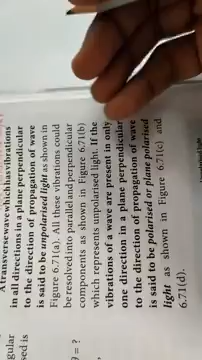 A transverse wave which has vibrations
in all directions in a plane perpendicular
to the direction of propagation of wave
is said to be unpolarised light as shown in
Figure 6.71(a). All these vibrations could
be resolved into parallel and perpendicular
components as shown in Figure 6.71(b)
which represents unpolarised light. If the
vibrations of a wave are present in only
one direction in a plane perpendicular
to the direction of propagation of wave
is said to be polarised or plane polarised
light as shown in Figure 6.71(c) and
6.71(d).
gular
sed is
= ?